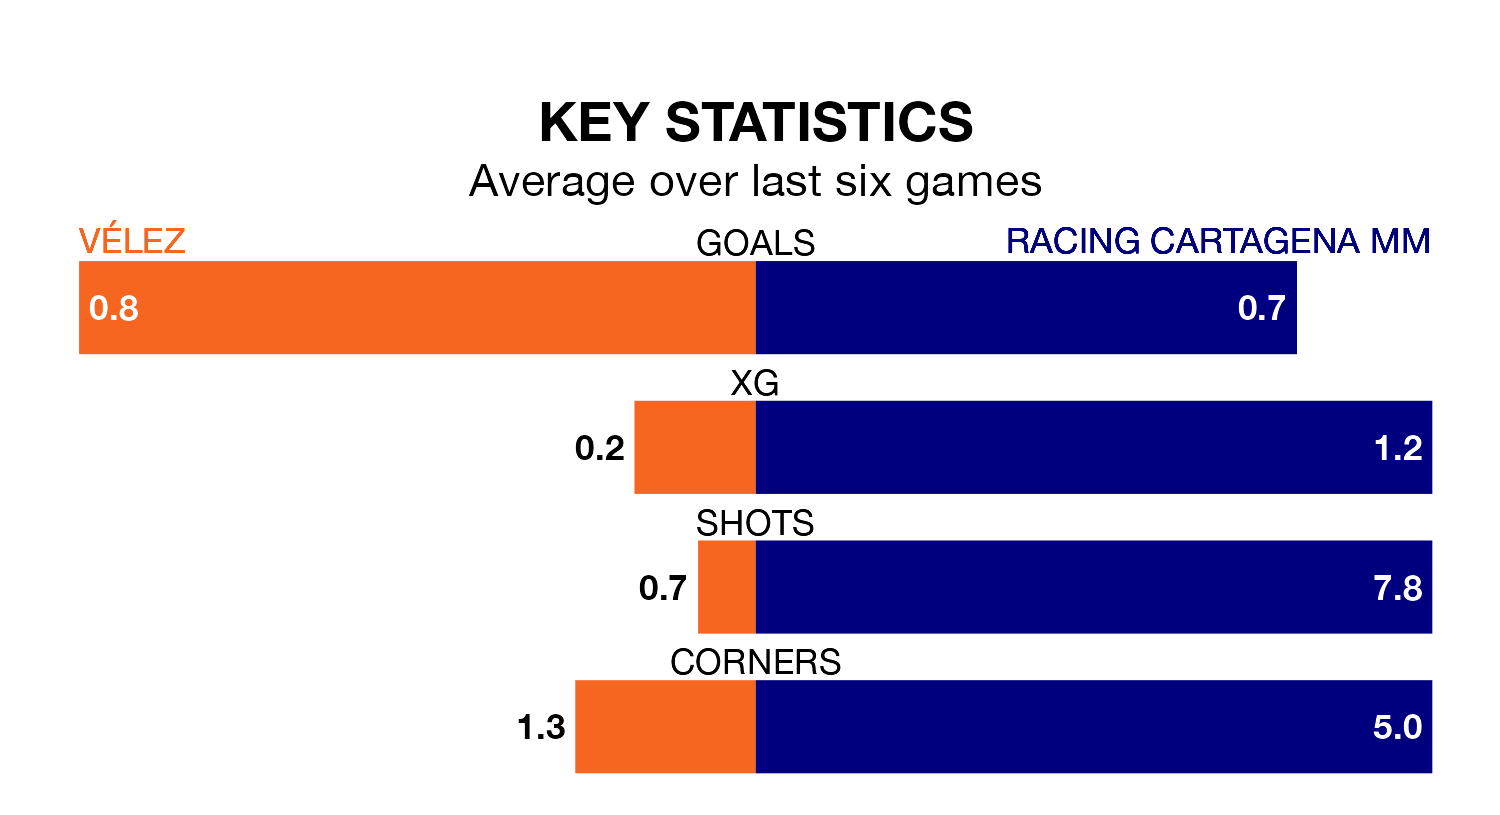 KEY STATISTICS
Average over last six games
VÉLEZ GOALS RACING CARTAGENA MM
0.8 0.7
XG
0.2 1.2
SHOTS
0.7 7.8
CORNERS
1.3 5.0